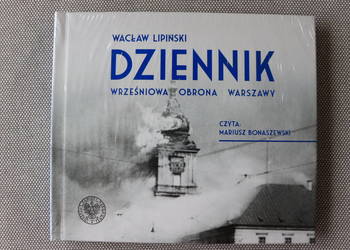 WACŁAW LIPIŃSKI
DZIENNIK
WRZEŚNIOWA OBRONA WARSZAWY
CZYTA:
MARIUSZ BONASZEWSKI